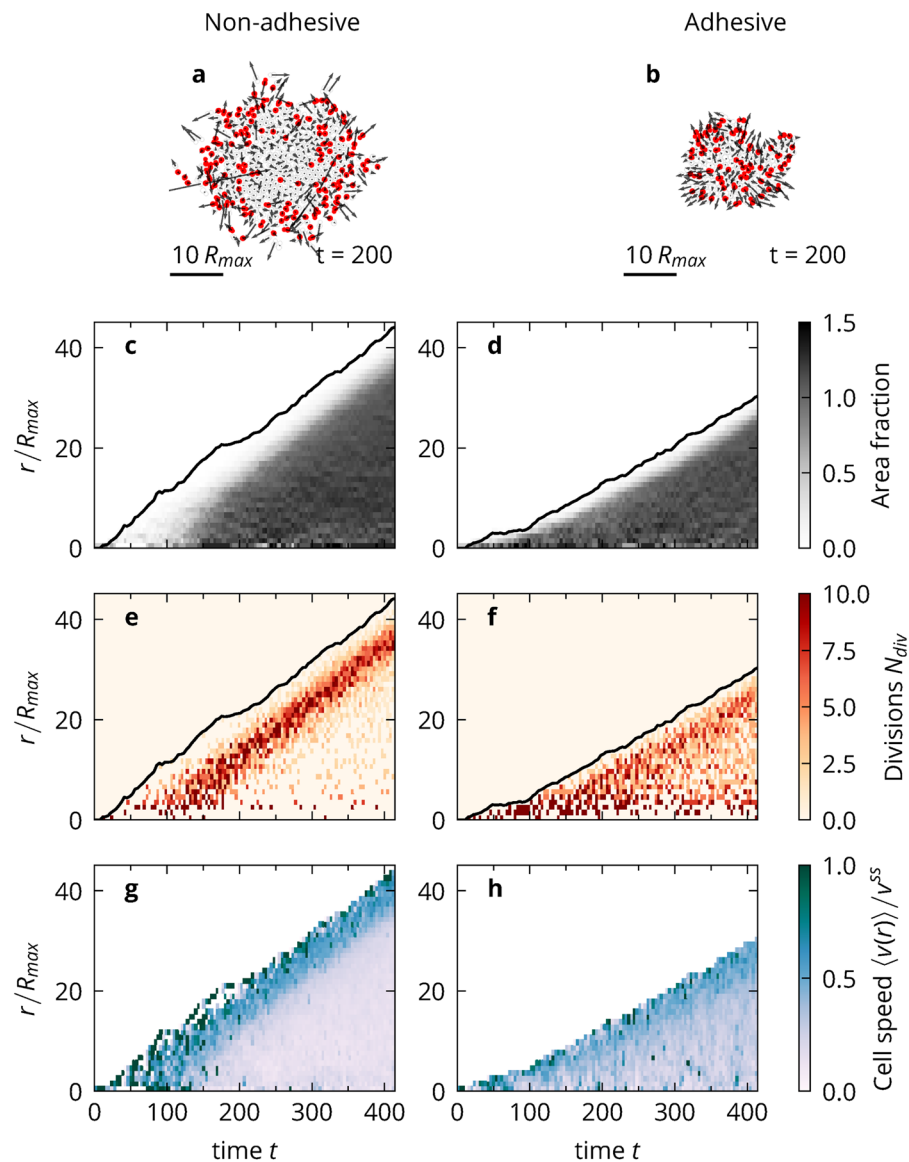 Non-adhesive Adhesive
a b
10 R_max t = 200 10 R_max t = 200
c d
r/R_max
40
20
0
1.5
1.0
0.5
0.0
Area fraction
e f
r/R_max
40
20
0
10.0
7.5
5.0
2.5
0.0
Divisions N_div
g h
r/R_max
40
20
0
1.0
0.5
0.0
Cell speed ⟨v(r)⟩/v^ss
0 100 200 300 400 0 100 200 300 400
time t time t